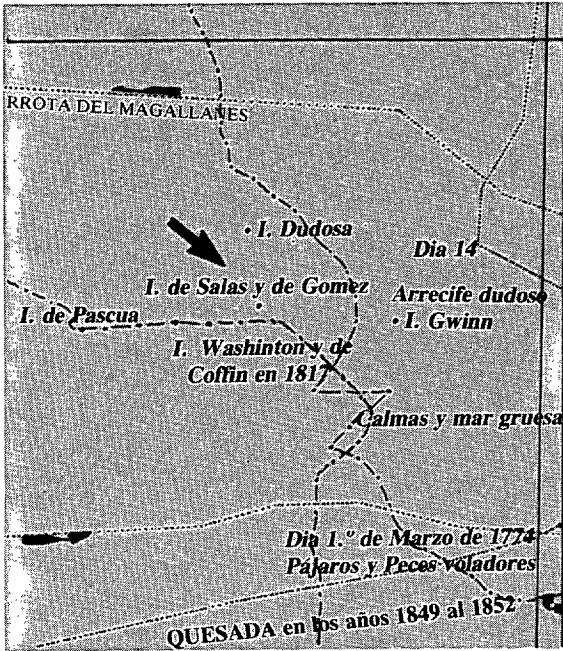 RROTA DEL MAGALLANES
I. Dudosa
Dia 14
I. de Salas y de Gomez
Arrecife dudoso
I. de Pascua
I. Gwinn
I. Washinton y de
Coffin en 1817
Calmas y mar gruesa
Dia 1.º de Marzo de 1774
Pájaros y Peces voladores
QUESADA en los años 1849 al 1852